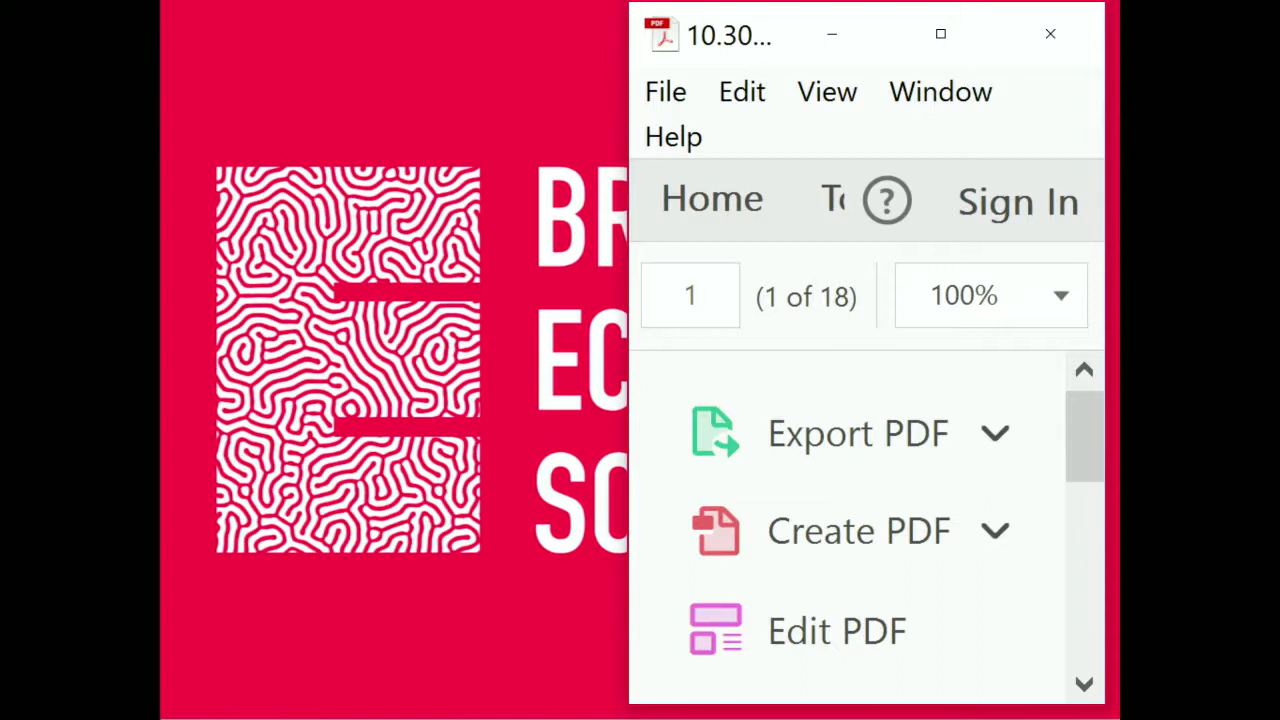 BR
EC
SC
10.30...
File Edit View Window
Help
Home To ? Sign In
1 (1 of 18) 100%
Export PDF
Create PDF
Edit PDF